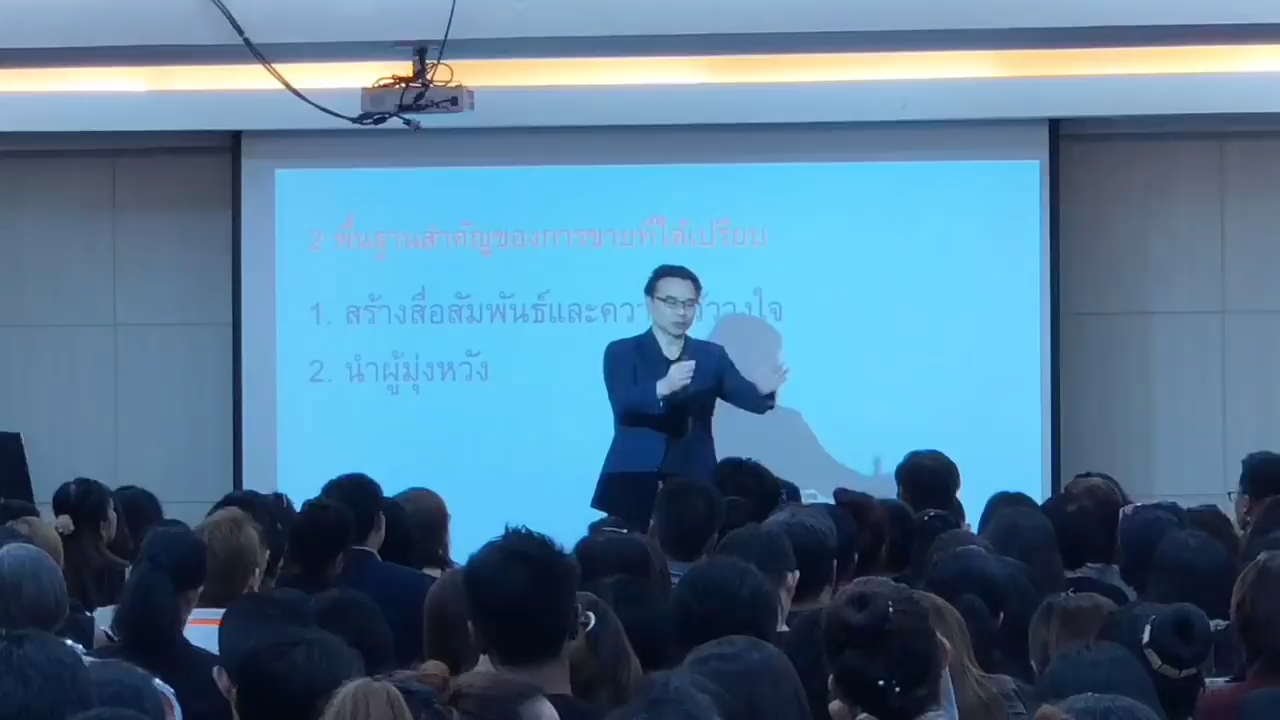 2 พื้นฐานสำคัญของการขายที่ได้เปรียบ
1. สร้างสื่อสัมพันธ์และ
2. นำผู้มุ่งหวัง